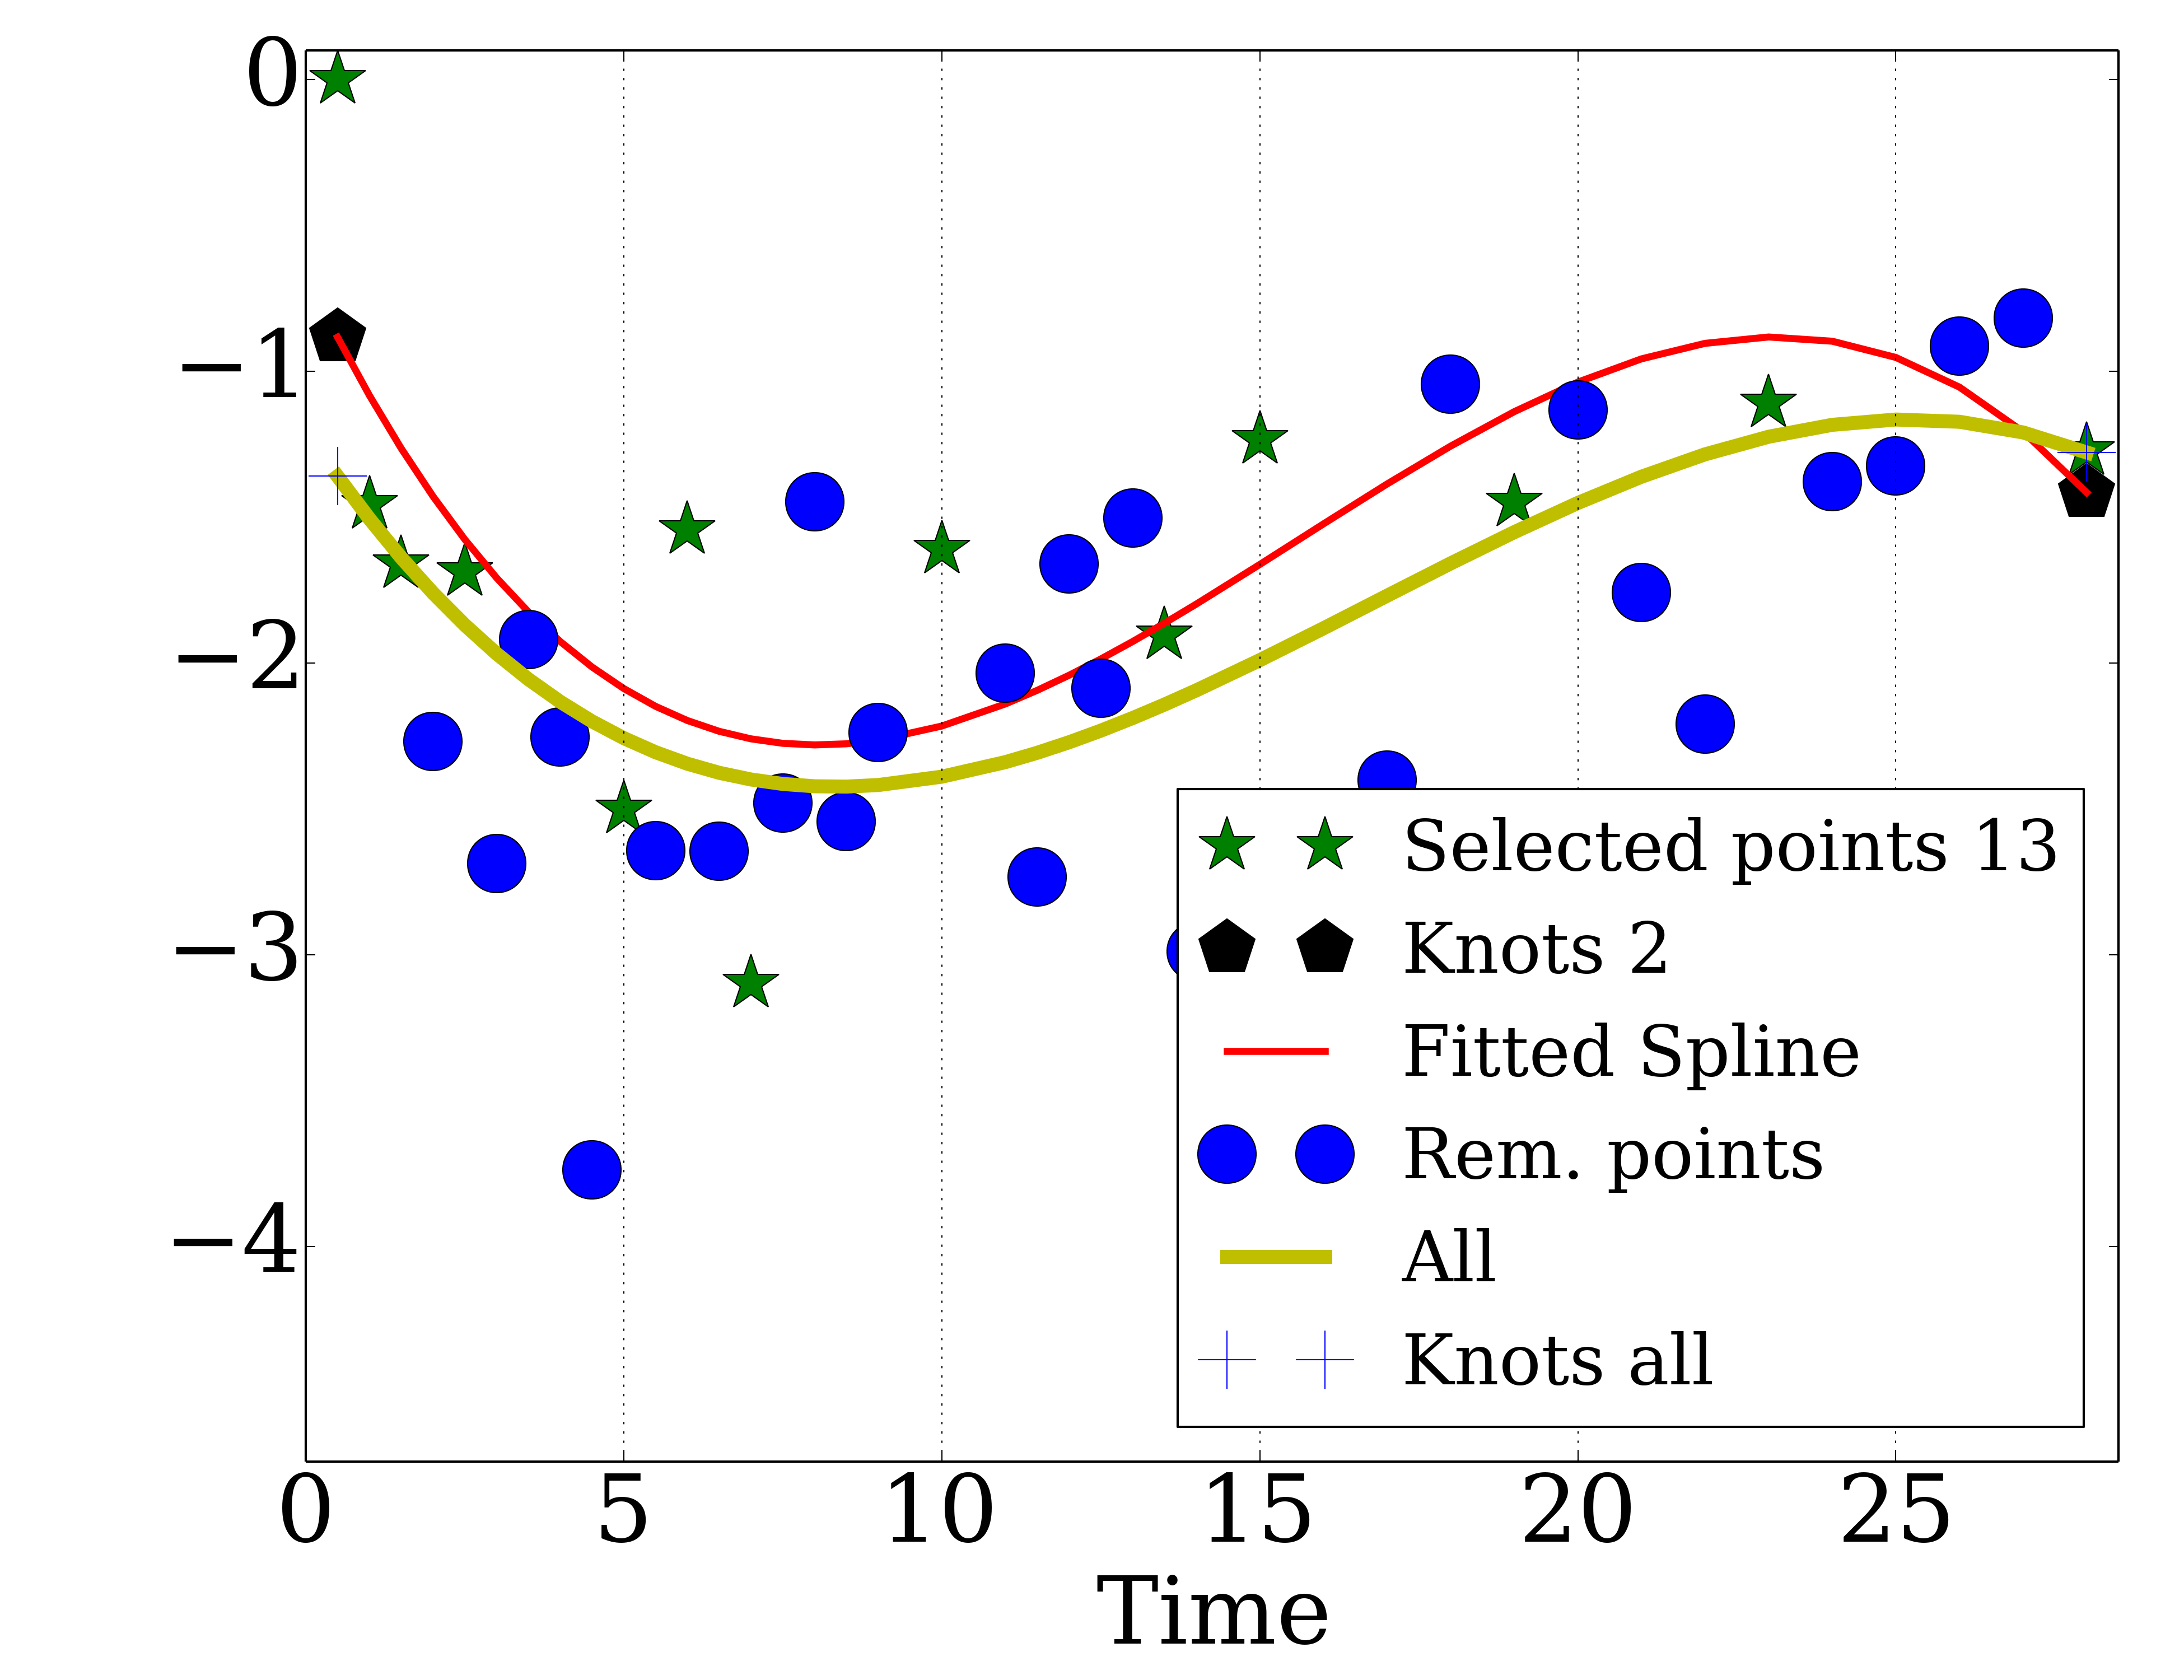 0
−1
−2
−3
−4
Selected points 13
Knots 2
Fitted Spline
Rem. points
All
Knots all
0 5 10 15 20 25
Time